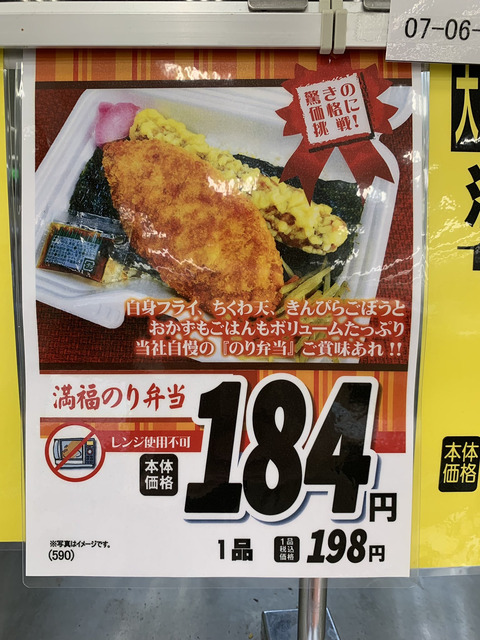 07-06-
驚きの
価格に
挑戦!
白身フライ、ちくわ天、きんぴらごぼうと
おかずもごはんもボリュームたっぷり
当社自慢の『のり弁当』ご賞味あれ!!
満福のり弁当
レンジ使用不可
本体
価格
184円
※写真はイメージです。
(590)
1品
1品
税込
価格
198円
大
本体
価格